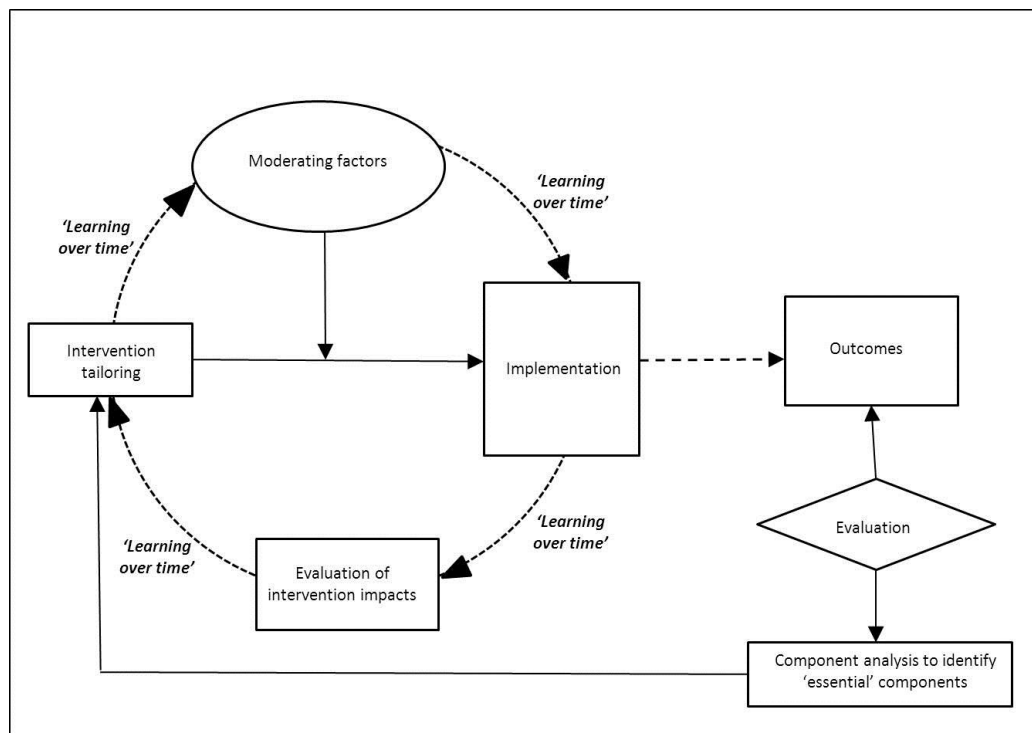 Moderating factors
‘Learning
over time’
‘Learning
over time’
Intervention
tailoring
Implementation
Outcomes
‘Learning
over time’
‘Learning
over time’
Evaluation of
intervention impacts
Evaluation
Component analysis to identify
‘essential’ components